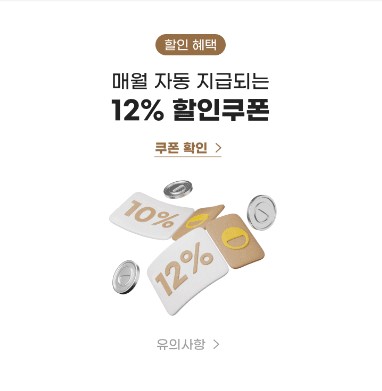 할인 혜택
매월 자동 지급되는
12% 할인쿠폰
쿠폰 확인 >
10%
12%
유의사항 >